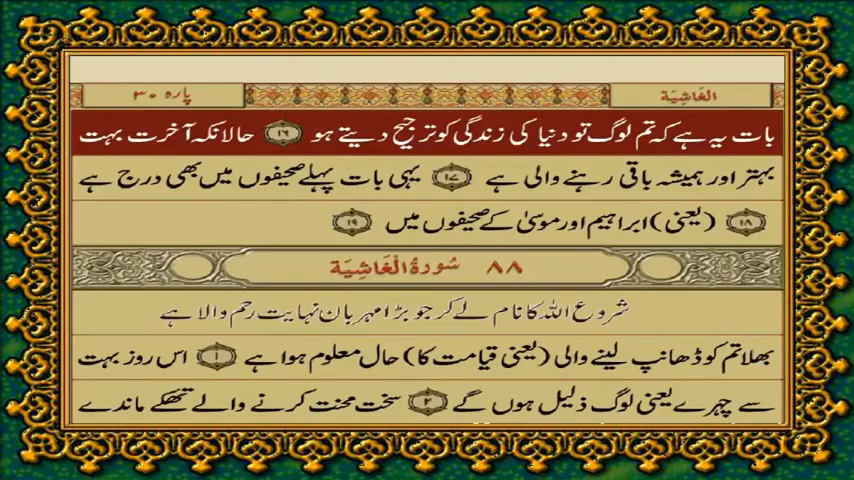 الغاشیة پارہ ۳۰
بات یہ ہے کہ تم لوگ تو دنیا کی زندگی کو ترجیح دیتے ہو ۱۶ حالانکہ آخرت بہت
بہتر اور ہمیشہ باقی رہنے والی ہے ۱۷ یہی بات پہلے صحیفوں میں بھی درج ہے
۱۸ (یعنی) ابراہیم اور موسیٰ کے صحیفوں میں ۱۹
۸۸ سُورةُ الْغَاشِيَة
شروع اللہ کا نام لے کر جو بڑا مہربان نہایت رحم والا ہے
بھلا تم کو ڈھانپ لینے والی (یعنی قیامت کا) حال معلوم ہوا ہے ۱ اس روز بہت
سے چہرے یعنی لوگ ذلیل ہوں گے ۲ سخت محنت کرنے والے تھکے ماندے